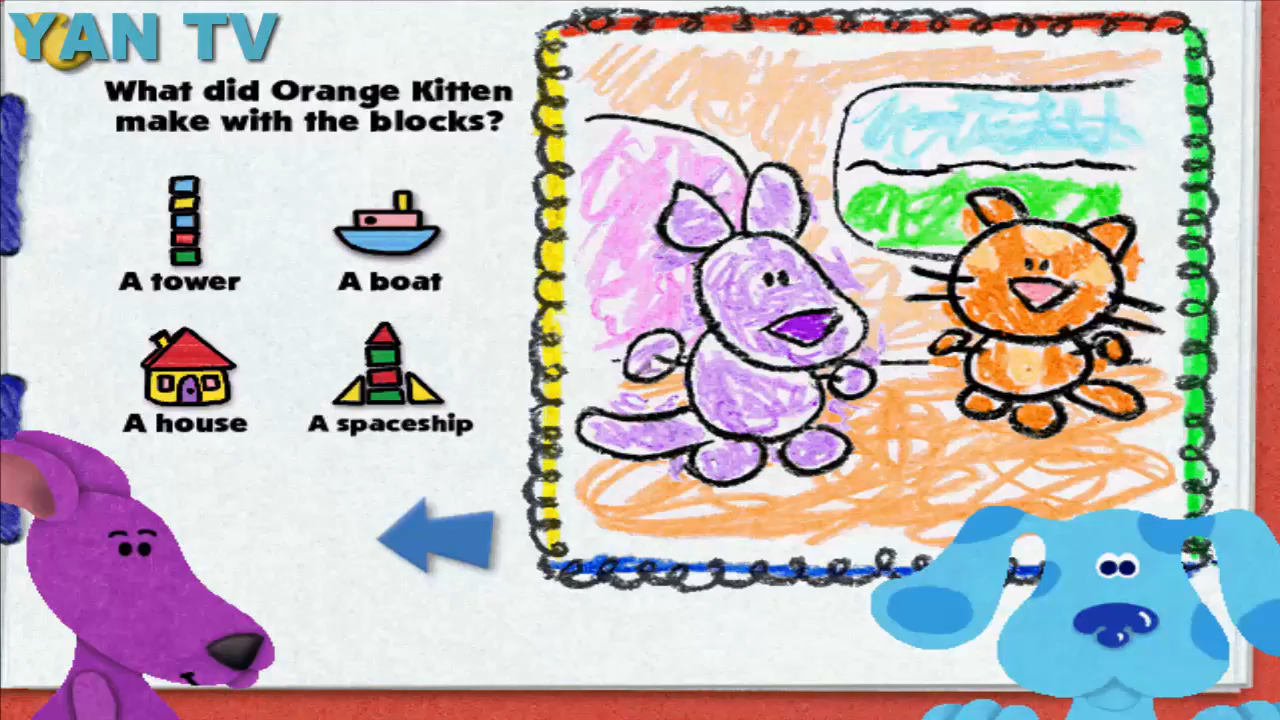 YAN TV
What did Orange Kitten
make with the blocks?
A tower
A boat
A house
A spaceship